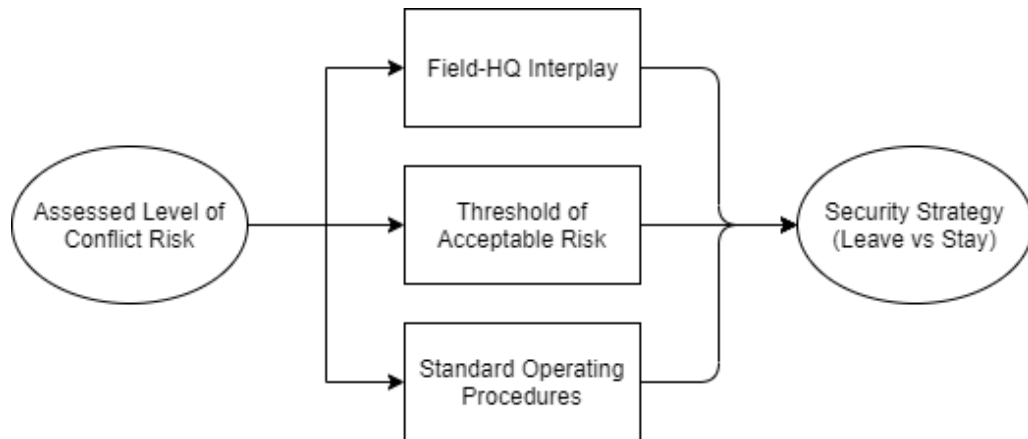 Field-HQ Interplay
Assessed Level of
Conflict Risk
Threshold of
Acceptable Risk
Security Strategy
(Leave vs Stay)
Standard Operating
Procedures